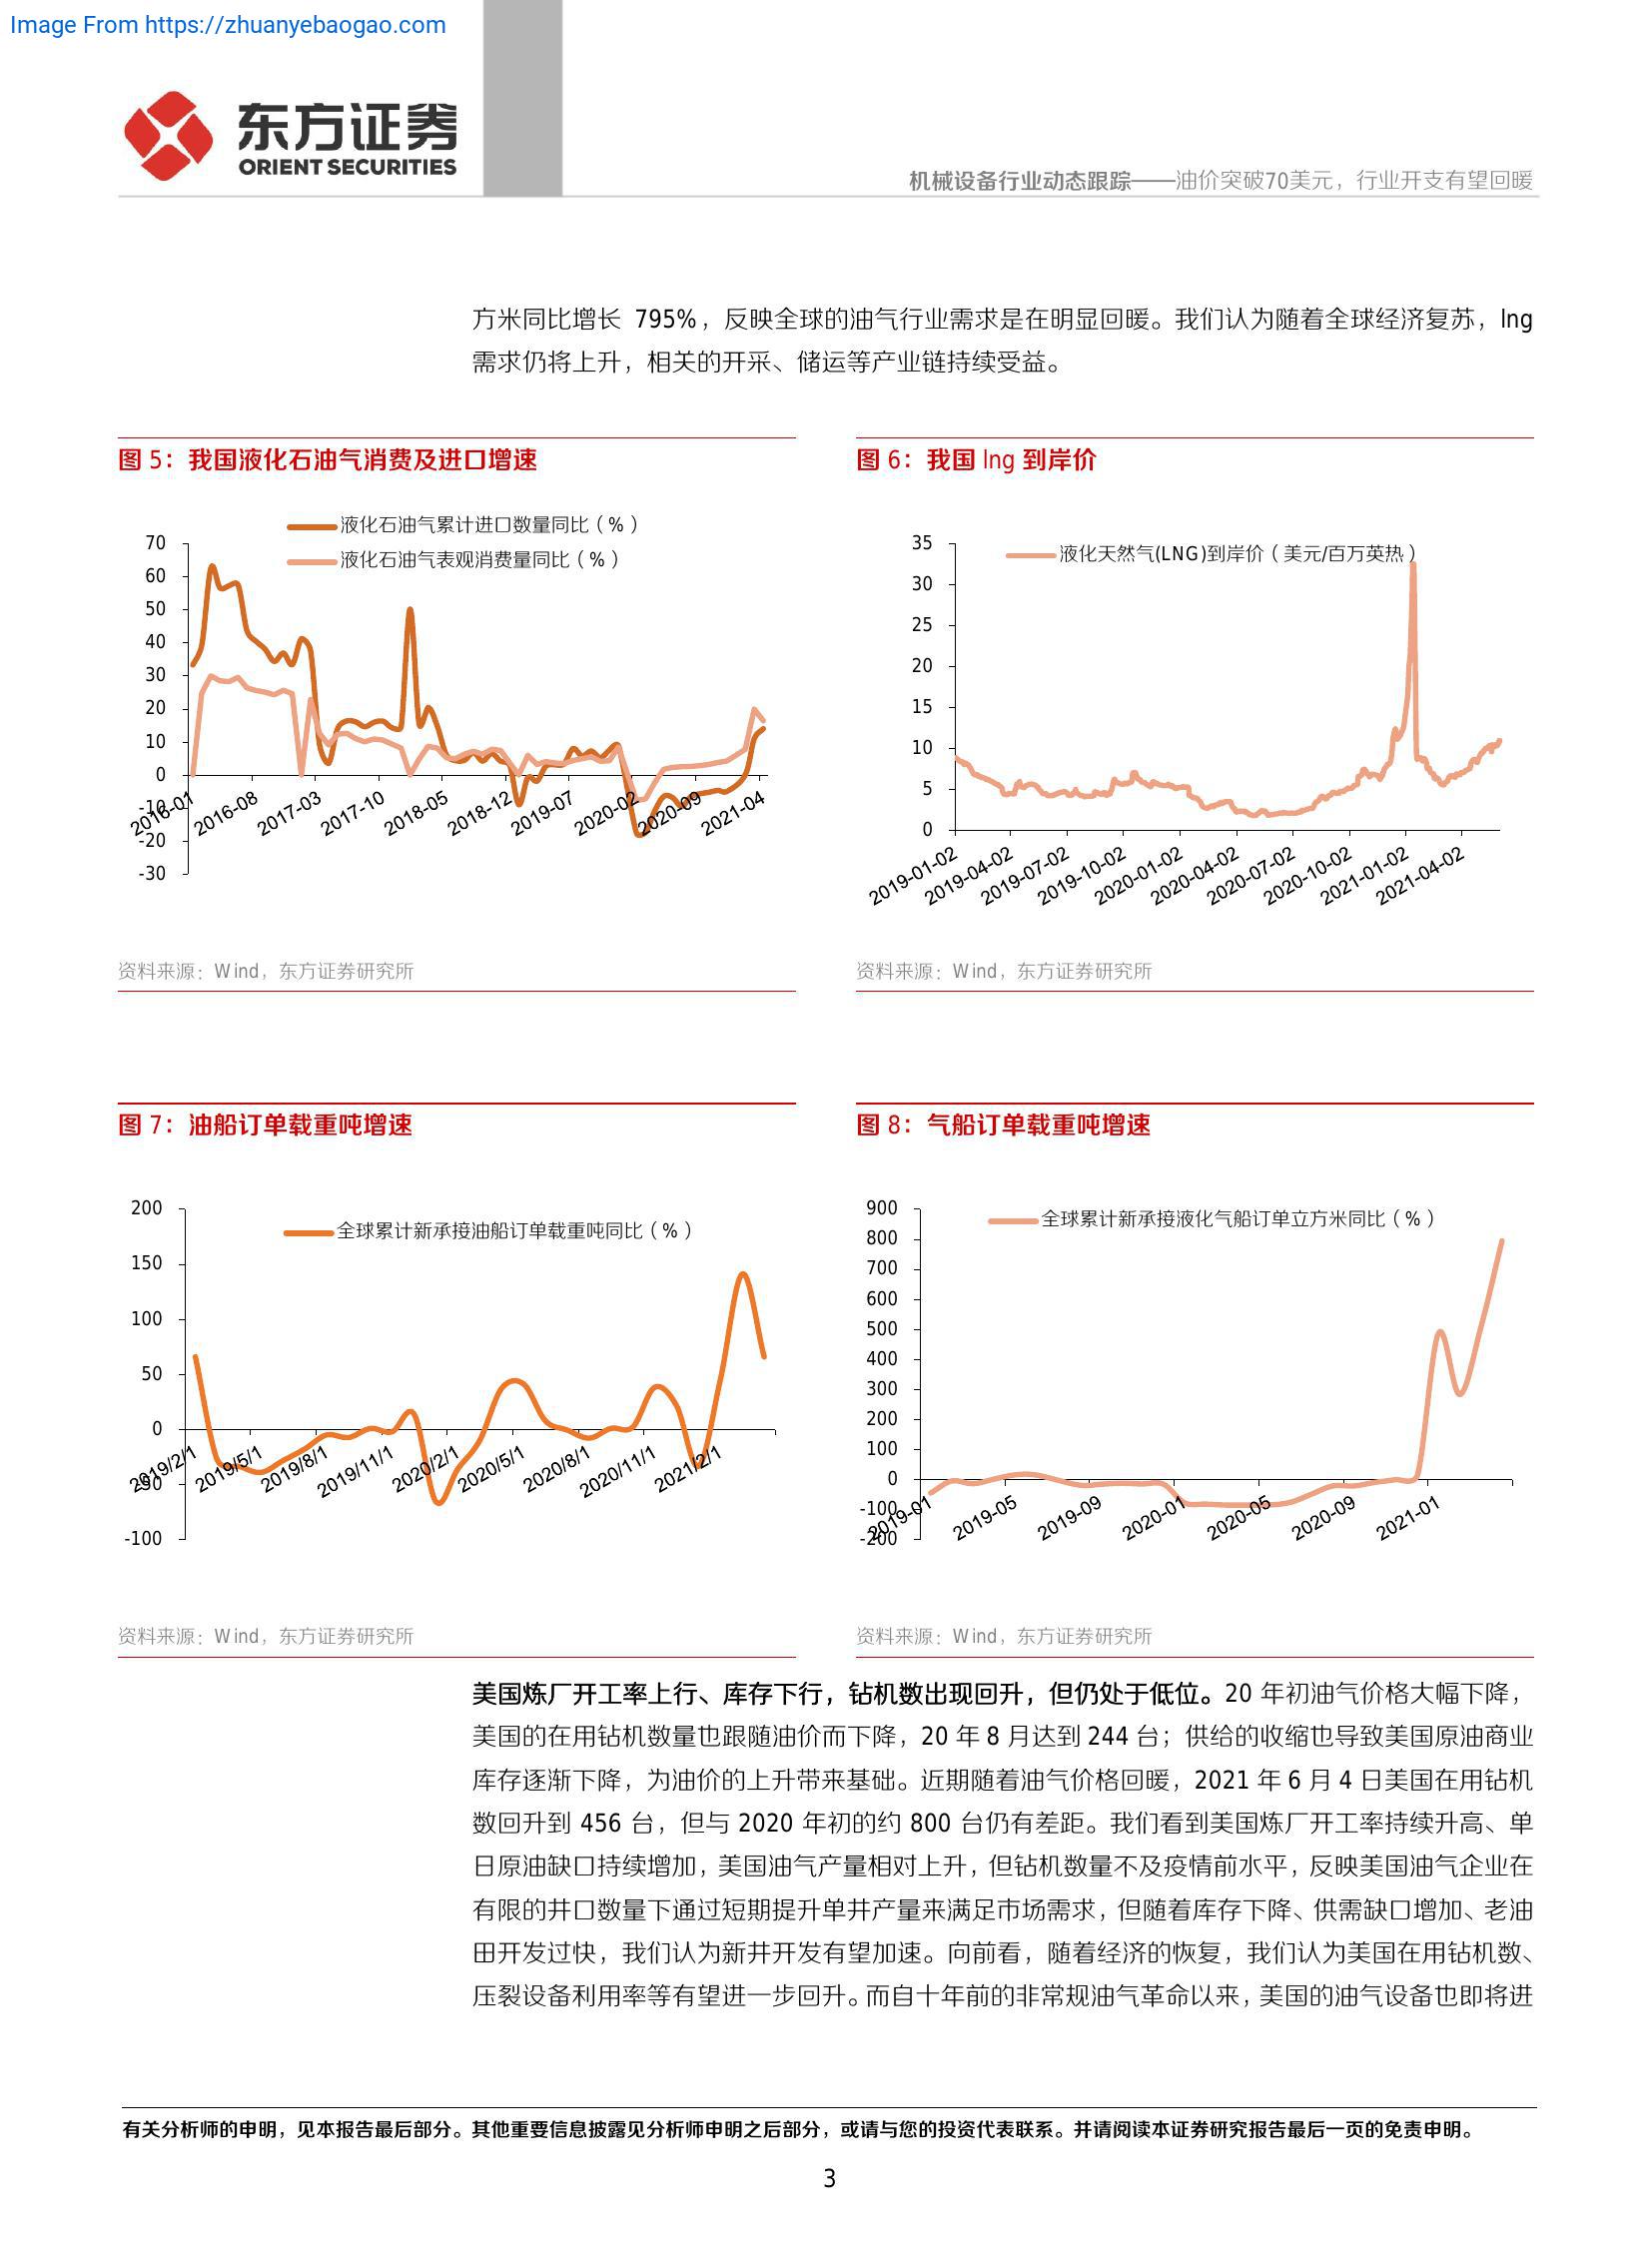 Image From https://zhuanyebaogao.com
东方证券
ORIENT SECURITIES
机械设备行业动态跟踪——油价突破70美元，行业开支有望回暖
方米同比增长 795%，反映全球的油气行业需求是在明显回暖。我们认为随着全球经济复苏，lng
需求仍将上升，相关的开采、储运等产业链持续受益。
图 5：我国液化石油气消费及进口增速
液化石油气累计进口数量同比（%）
液化石油气表观消费量同比（%）
70
60
50
40
30
20
10
0
-10
-20
-30
2016-01
2016-08
2017-03
2017-10
2018-05
2018-12
2019-07
2020-02
2020-09
2021-04
资料来源：Wind，东方证券研究所
图 6：我国 lng 到岸价
液化天然气(LNG)到岸价（美元/百万英热）
35
30
25
20
15
10
5
0
2019-01-02
2019-04-02
2019-07-02
2019-10-02
2020-01-02
2020-04-02
2020-07-02
2020-10-02
2021-01-02
2021-04-02
资料来源：Wind，东方证券研究所
图 7：油船订单载重吨增速
全球累计新承接油船订单载重吨同比（%）
200
150
100
50
0
-50
-100
2019/2/1
2019/5/1
2019/8/1
2019/11/1
2020/2/1
2020/5/1
2020/8/1
2020/11/1
2021/2/1
资料来源：Wind，东方证券研究所
图 8：气船订单载重吨增速
全球累计新承接液化气船订单立方米同比（%）
900
800
700
600
500
400
300
200
100
0
-100
-200
2019-01
2019-05
2019-09
2020-01
2020-05
2020-09
2021-01
资料来源：Wind，东方证券研究所
美国炼厂开工率上行、库存下行，钻机数出现回升，但仍处于低位。20 年初油气价格大幅下降，
美国的在用钻机数量也跟随油价而下降，20 年 8 月达到 244 台；供给的收缩也导致美国原油商业
库存逐渐下降，为油价的上升带来基础。近期随着油气价格回暖，2021 年 6 月 4 日美国在用钻机
数回升到 456 台，但与 2020 年初的约 800 台仍有差距。我们看到美国炼厂开工率持续升高、单
日原油缺口持续增加，美国油气产量相对上升，但钻机数量不及疫情前水平，反映美国油气企业在
有限的井口数量下通过短期提升单井产量来满足市场需求，但随着库存下降、供需缺口增加、老油
田开发过快，我们认为新井开发有望加速。向前看，随着经济的恢复，我们认为美国在用钻机数、
压裂设备利用率等有望进一步回升。而自十年前的非常规油气革命以来，美国的油气设备也即将进
有关分析师的申明，见本报告最后部分。其他重要信息披露见分析师申明之后部分，或请与您的投资代表联系。并请阅读本证券研究报告最后一页的免责申明。
3